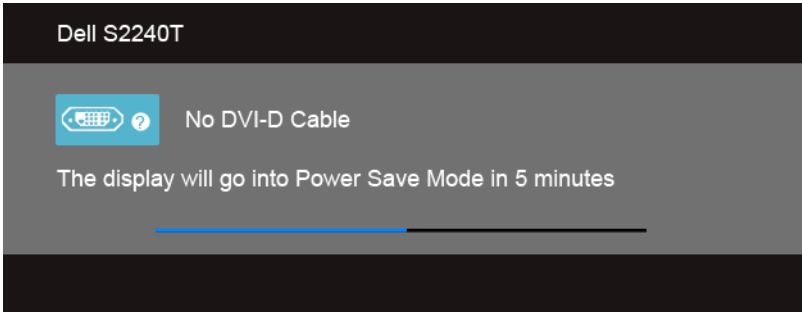 Dell S2240T
No DVI-D Cable
The display will go into Power Save Mode in 5 minutes